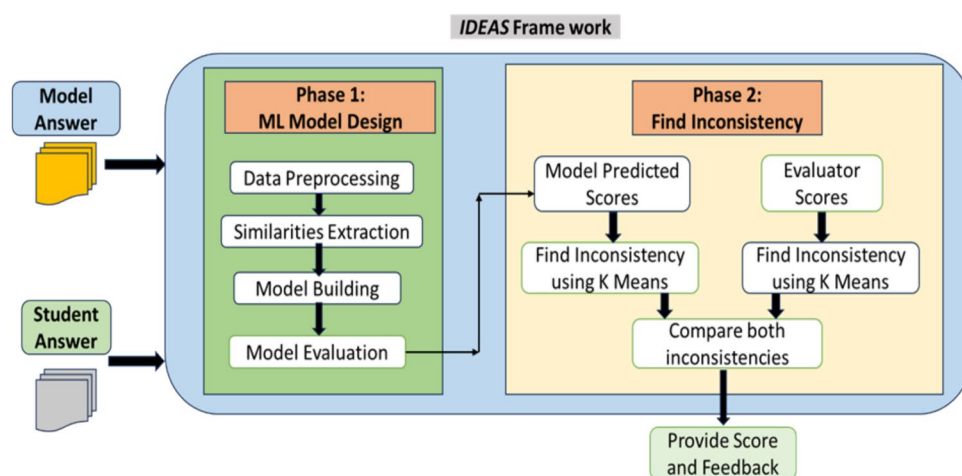 IDEAS Frame work
Model
Answer
Student
Answer
Phase 1:
ML Model Design
Data Preprocessing
Similarities Extraction
Model Building
Model Evaluation
Phase 2:
Find Inconsistency
Model Predicted
Scores
Evaluator
Scores
Find Inconsistency
using K Means
Find Inconsistency
using K Means
Compare both
inconsistencies
Provide Score
and Feedback